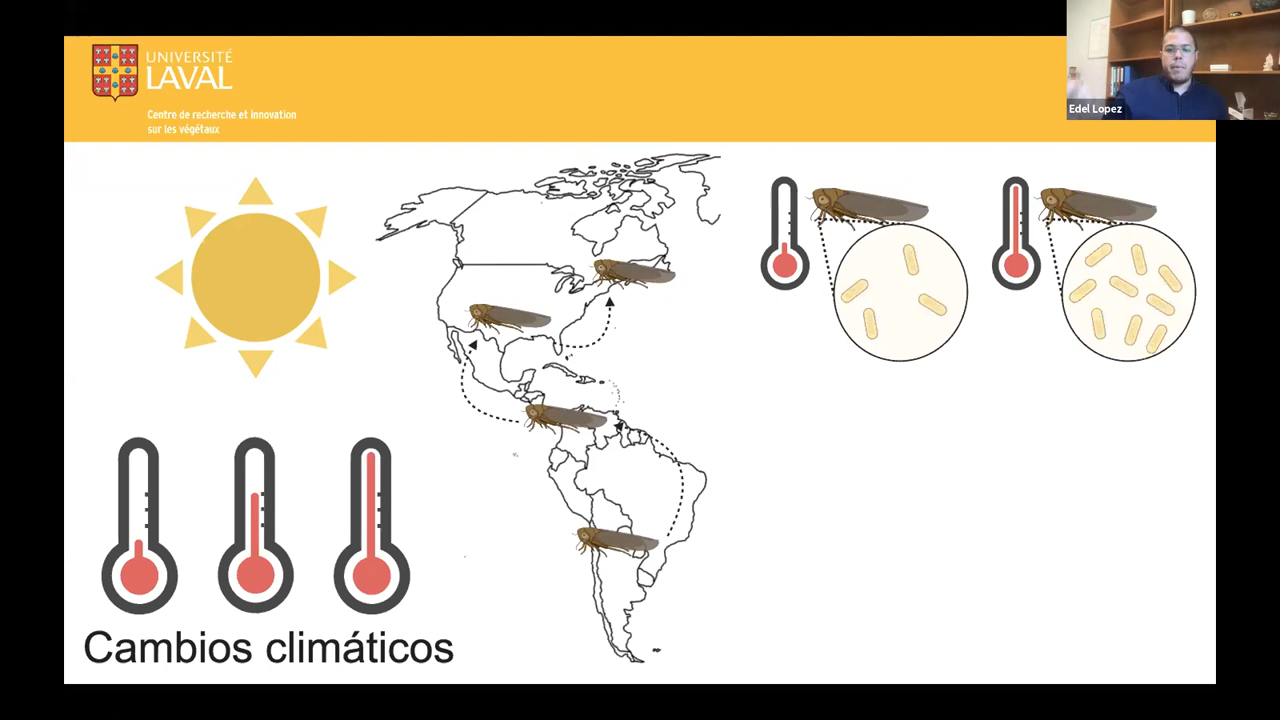 UNIVERSITÉ
LAVAL
Centre de recherche et innovation
sur les végétaux
Edel Lopez
Cambios climáticos